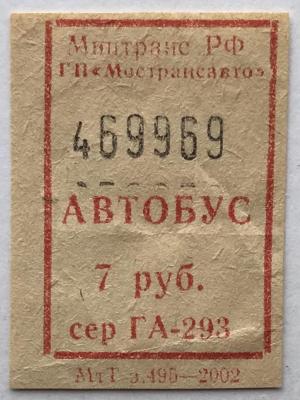 Минтранс РФ
ГП «Мострансавто»
469969
АВТОБУС
7 руб.
сер ГА-293
МтТ з.495—2002